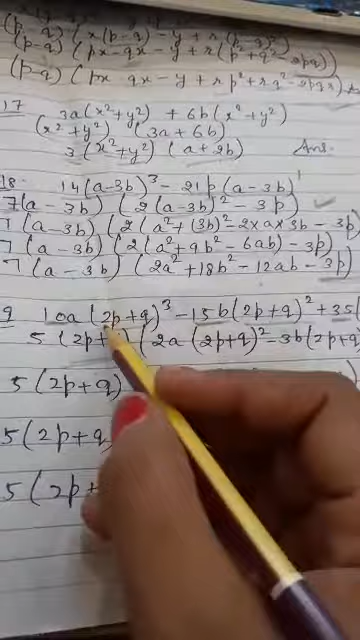 (p-q) (x(p-q)-y+r(p-q)²)
(p-q) (px-qx-y+r(p²+q²-2pq))
(p-q) (px qx-y+rp²+rq²-2pqr) Ans.
17 3a(x²+y²) + 6b(x²+y²)
(x²+y²) (3a+6b)
3(x²+y²) (a+2b) Ans.
18. 14(a-3b)³ - 21p(a-3b)
7(a-3b) (2(a-3b)²-3p)
7(a-3b) (2(a²+(3b)²-2×a×3b-3p)
7(a-3b) (2(a²+9b²-6ab)-3p)
7(a-3b) (2a²+18b²-12ab-3p)
9 10a(2p+q)³-15b(2p+q)²+35(
5(2p+ (2a(2p+q)²-3b(2p+q
5(2p+q)
5(2p+q
5(2p+